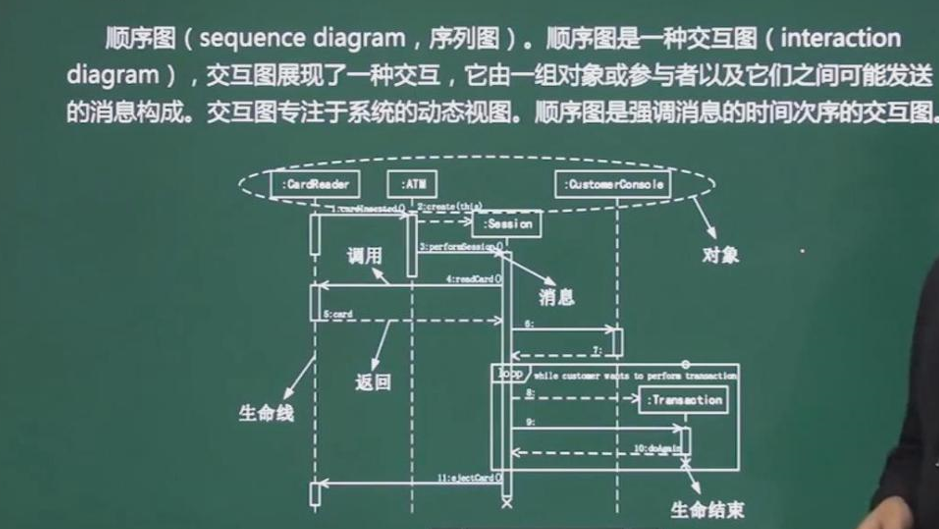 顺序图（sequence diagram，序列图）。顺序图是一种交互图（interaction
diagram），交互图展现了一种交互，它由一组对象或参与者以及它们之间可能发送
的消息构成。交互图专注于系统的动态视图。顺序图是强调消息的时间次序的交互图。
:CardReader
:ATM
:CustomerConsole
1:cardInserted()
2:create(this)
:Session
3:performSession()
对象
调用
4:readCard()
消息
5:card
6:
7:
返回
loop
while customer wants to perform transaction
8:
:Transaction
生命线
9:
10:doAgain
11:ejectCard()
生命结束